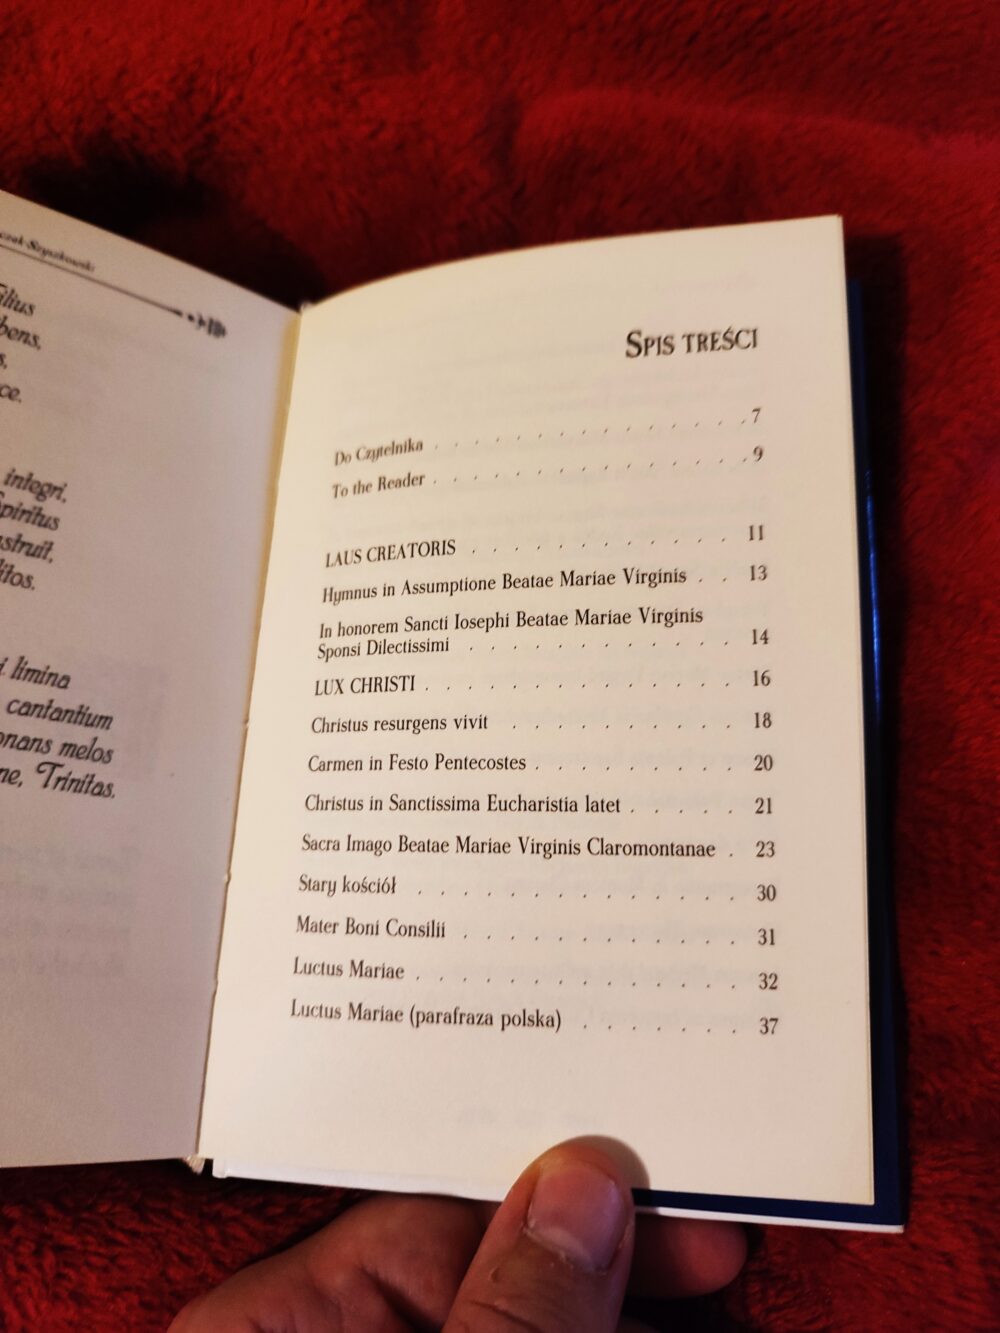 Szyszkowski
integri,
limina
cantantium
melos
Trinitas.
Spis treści
Do Czytelnika . . . . . . . . . . . . . . 7
To the Reader . . . . . . . . . . . . . . 9
LAUS CREATORIS . . . . . . . . . . . . 11
Hymnus in Assumptione Beatae Mariae Virginis . . 13
In honorem Sancti Iosephi Beatae Mariae Virginis
Sponsi Dilectissimi . . . . . . . . . . . . 14
LUX CHRISTI . . . . . . . . . . . . . . 16
Christus resurgens vivit . . . . . . . . . . 18
Carmen in Festo Pentecostes . . . . . . . . . 20
Christus in Sanctissima Eucharistia latet . . . . . 21
Sacra Imago Beatae Mariae Virginis Claromontanae . 23
Stary kościół . . . . . . . . . . . . . . 30
Mater Boni Consilii . . . . . . . . . . . . 31
Luctus Mariae . . . . . . . . . . . . . . 32
Luctus Mariae (parafraza polska) . . . . . . . 37